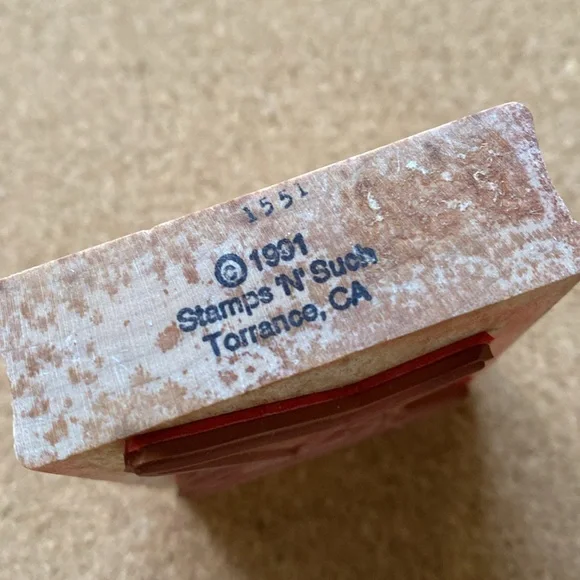 1551
© 1991
Stamps 'N' Such
Torrance, CA